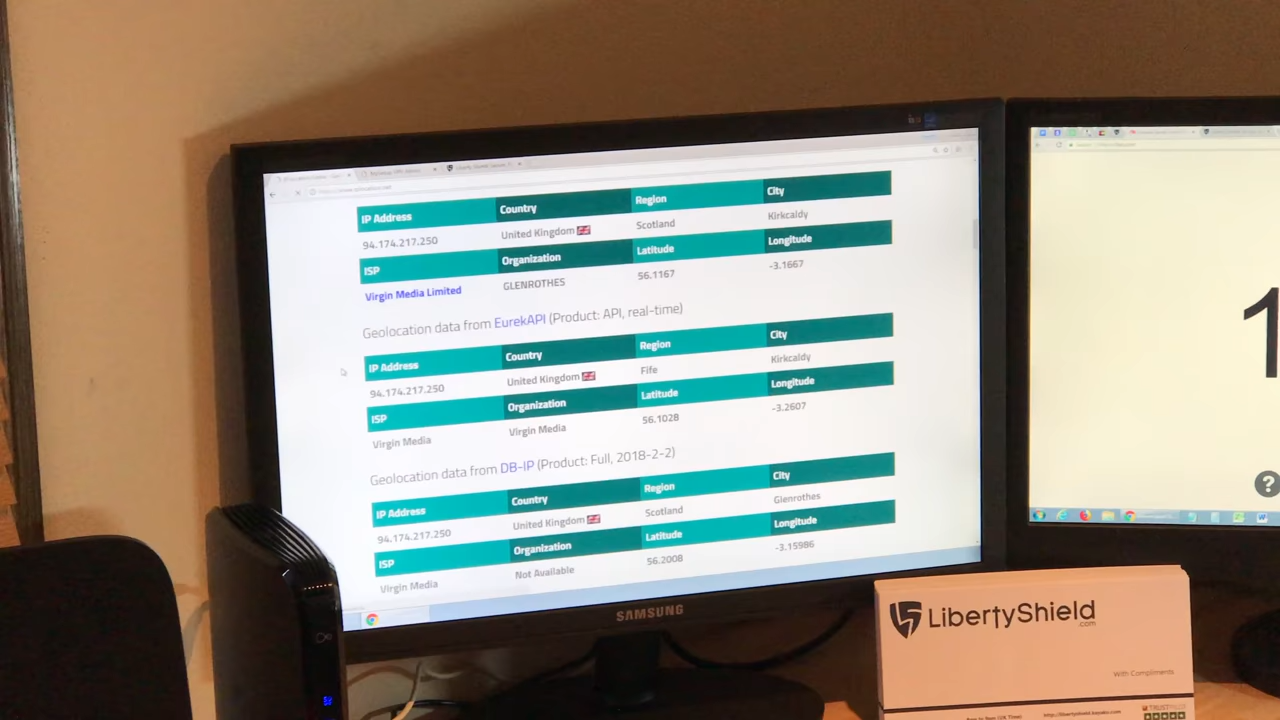 IP Address Country Region City
94.174.217.250 United Kingdom Scotland Kirkcaldy
ISP Organization Latitude Longitude
Virgin Media Limited GLENROTHES 56.1167 -3.1667
Geolocation data from EurekAPI (Product: API, real-time)
IP Address Country Region City
94.174.217.250 United Kingdom Fife Kirkcaldy
ISP Organization Latitude Longitude
Virgin Media Virgin Media 56.1028 -3.2607
Geolocation data from DB-IP (Product: Full, 2018-2-2)
IP Address Country Region City
94.174.217.250 United Kingdom Scotland Glenrothes
ISP Organization Latitude Longitude
Virgin Media Not Available 56.2008 -3.15986
SAMSUNG
1
?
LibertyShield
.com
With Compliments
TRUSTPILOT